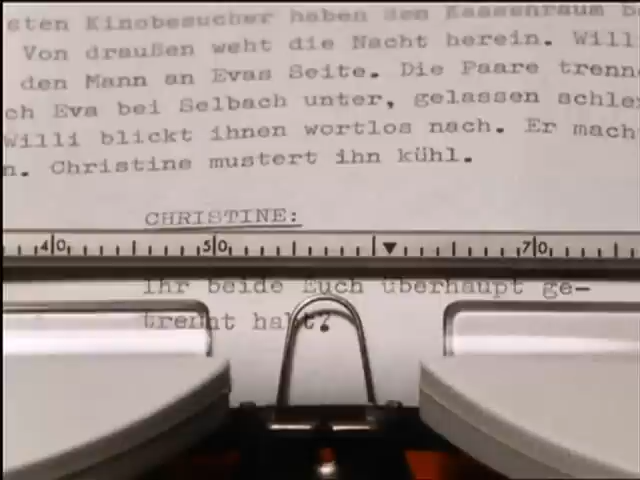 sten Kinobesucher haben den Kassenraum b
Von draußen weht die Nacht herein. Will
den Mann an Evas Seite. Die Paare trenn
ch Eva bei Selbach unter, gelassen schle
Willi blickt ihnen wortlos nach. Er mach
n. Christine mustert ihn kühl.
CHRISTINE:
40 50 70
Ihr beide Euch überhaupt ge-
trennt habt?